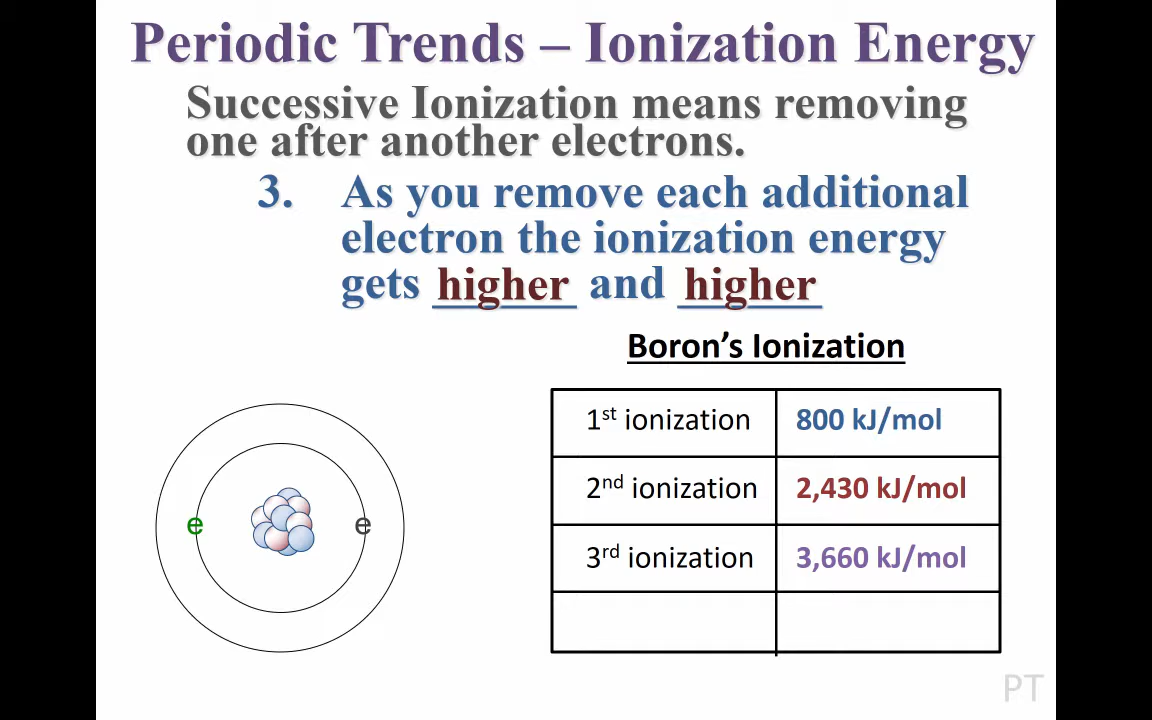 Periodic Trends – Ionization Energy
Successive Ionization means removing
one after another electrons.
3. As you remove each additional
electron the ionization energy
gets higher and higher
Boron’s Ionization
1st ionization 800 kJ/mol
2nd ionization 2,430 kJ/mol
e e
3rd ionization 3,660 kJ/mol
PT